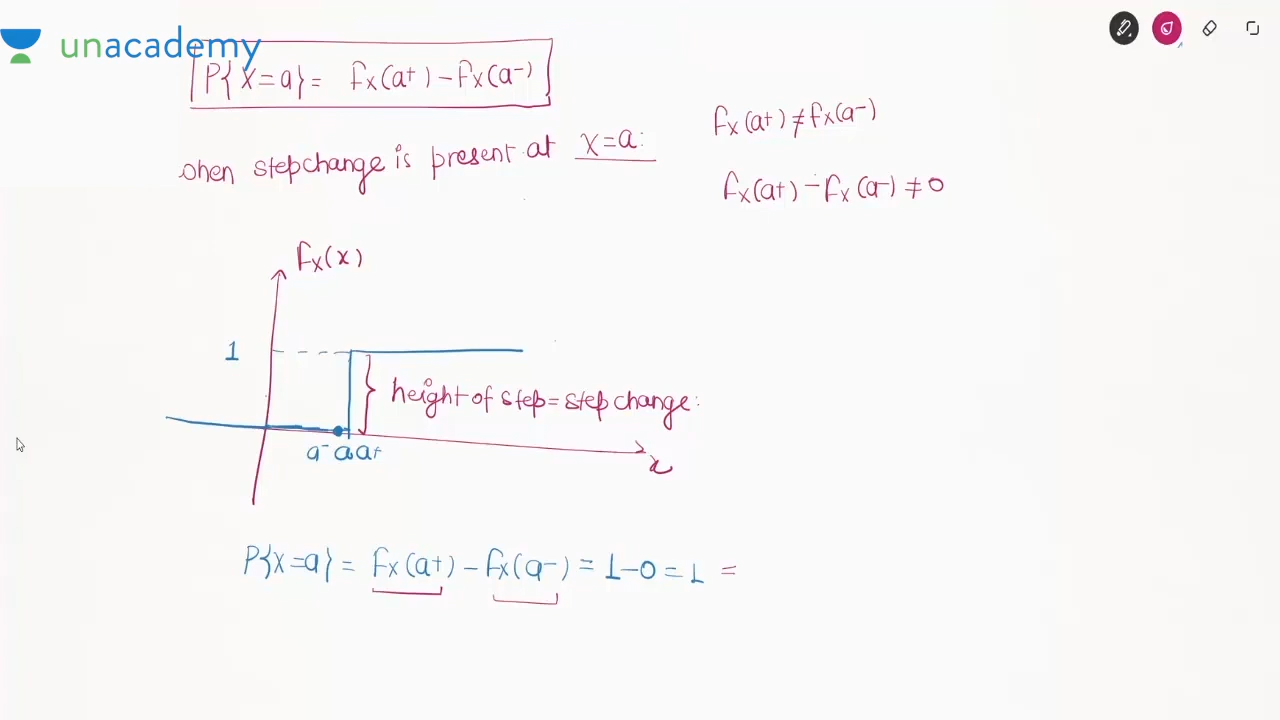 unacademy
P{X=a} = Fx(a+) - Fx(a-)
when stepchange is present at x=a:
Fx(a+) ≠ Fx(a-)
Fx(a+) - Fx(a-) ≠ 0
Fx(x)
1
height of step = step change:
a- a a+
x
P{X=a} = Fx(a+) - Fx(a-) = 1-0 = 1 =